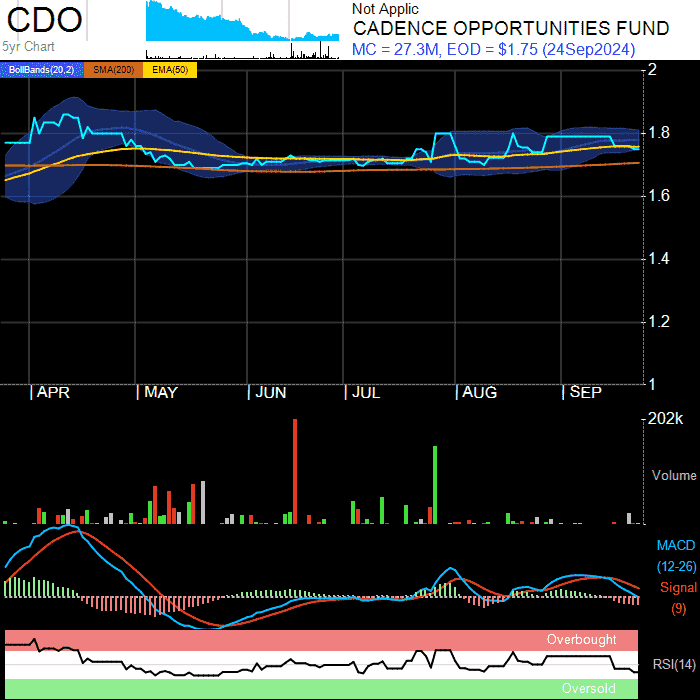 CDO
5yr Chart
Not Applic
CADENCE OPPORTUNITIES FUND
MC = 27.3M, EOD = $1.75 (24Sep2024)
BollBands(20,2) SMA(200) EMA(50)
2
1.8
1.6
1.4
1.2
1
APR MAY JUN JUL AUG SEP
202k
Volume
MACD
(12-26)
Signal
(9)
Overbought
RSI(14)
Oversold